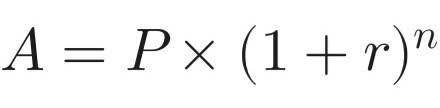 A = P × (1 + r)ⁿ